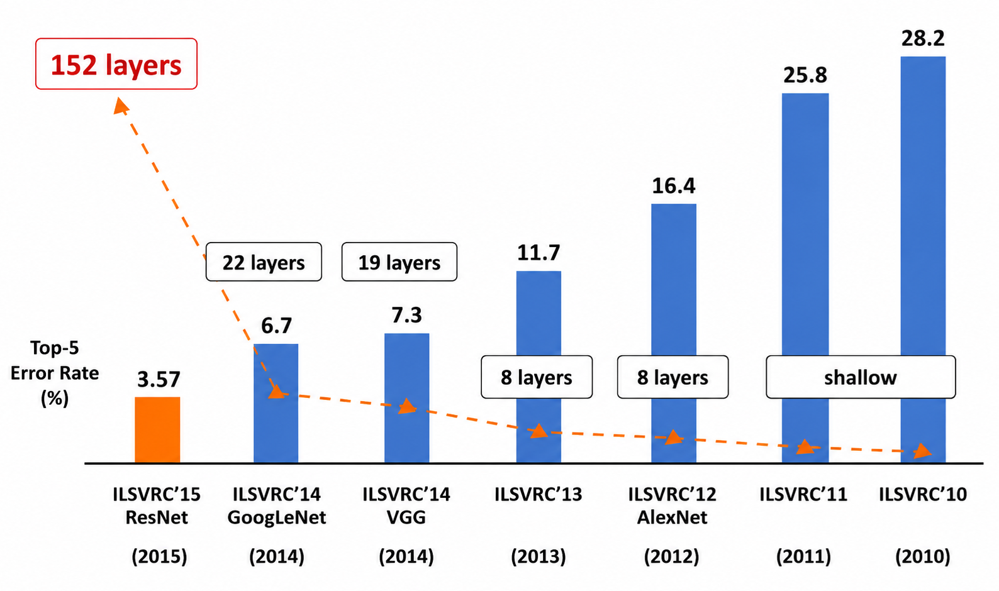 152 layers
28.2
25.8
16.4
11.7
22 layers
19 layers
7.3
6.7
3.57
Top-5
Error Rate
(%)
8 layers
8 layers
shallow
ILSVRC’15
ResNet
(2015)
ILSVRC’14
GoogLeNet
(2014)
ILSVRC’14
VGG
(2014)
ILSVRC’13
(2013)
ILSVRC’12
AlexNet
(2012)
ILSVRC’11
(2011)
ILSVRC’10
(2010)